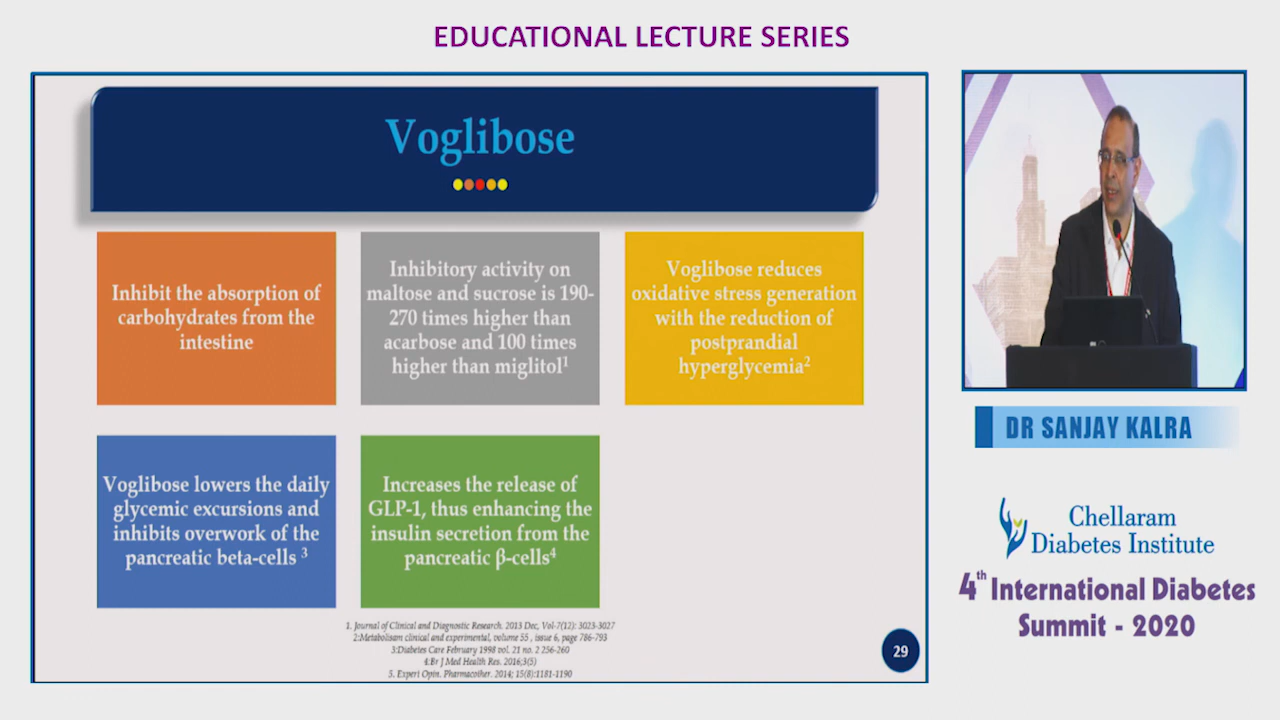 EDUCATIONAL LECTURE SERIES
Voglibose
Inhibit the absorption of
carbohydrates from the
intestine
Inhibitory activity on
maltose and sucrose is 190-
270 times higher than
acarbose and 100 times
higher than miglitol1
Voglibose reduces
oxidative stress generation
with the reduction of
postprandial
hyperglycemia2
Voglibose lowers the daily
glycemic excursions and
inhibits overwork of the
pancreatic beta-cells 3
Increases the release of
GLP-1, thus enhancing the
insulin secretion from the
pancreatic β-cells4
1. Journal of Clinical and Diagnostic Research. 2013 Dec, Vol-7(12): 3023-3027
2:Metabolisam clinical and experimental, volume 55 , issue 6, page 786-793
3:Diabetes Care February 1998 vol. 21 no. 2 256-260
4:Br J Med Health Res. 2016;3(5)
5. Expert Opin. Pharmacother. 2014; 15(8):1181-1190
29
DR SANJAY KALRA
Chellaram
Diabetes Institute
4th International Diabetes
Summit - 2020